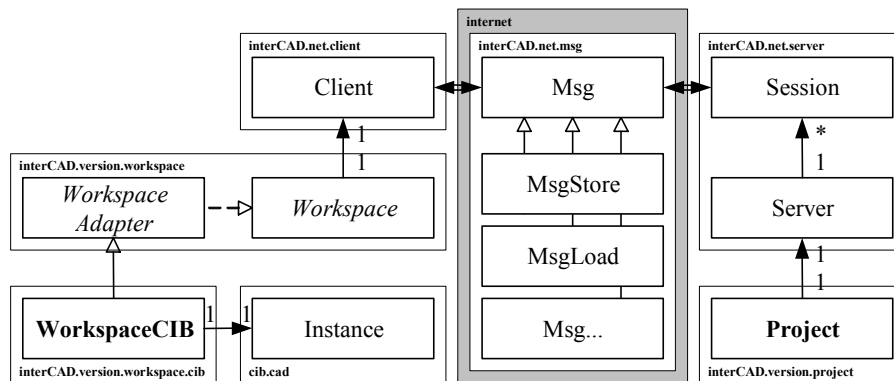 internet
interCAD.net.client
interCAD.net.msg
interCAD.net.server
Client
Msg
Session
1
1
*
1
interCAD.version.workspace
Workspace
Adapter
Workspace
MsgStore
Server
MsgLoad
1
1
WorkspaceCIB
1
1
Instance
Msg...
Project
interCAD.version.workspace.cib
cib.cad
interCAD.version.project